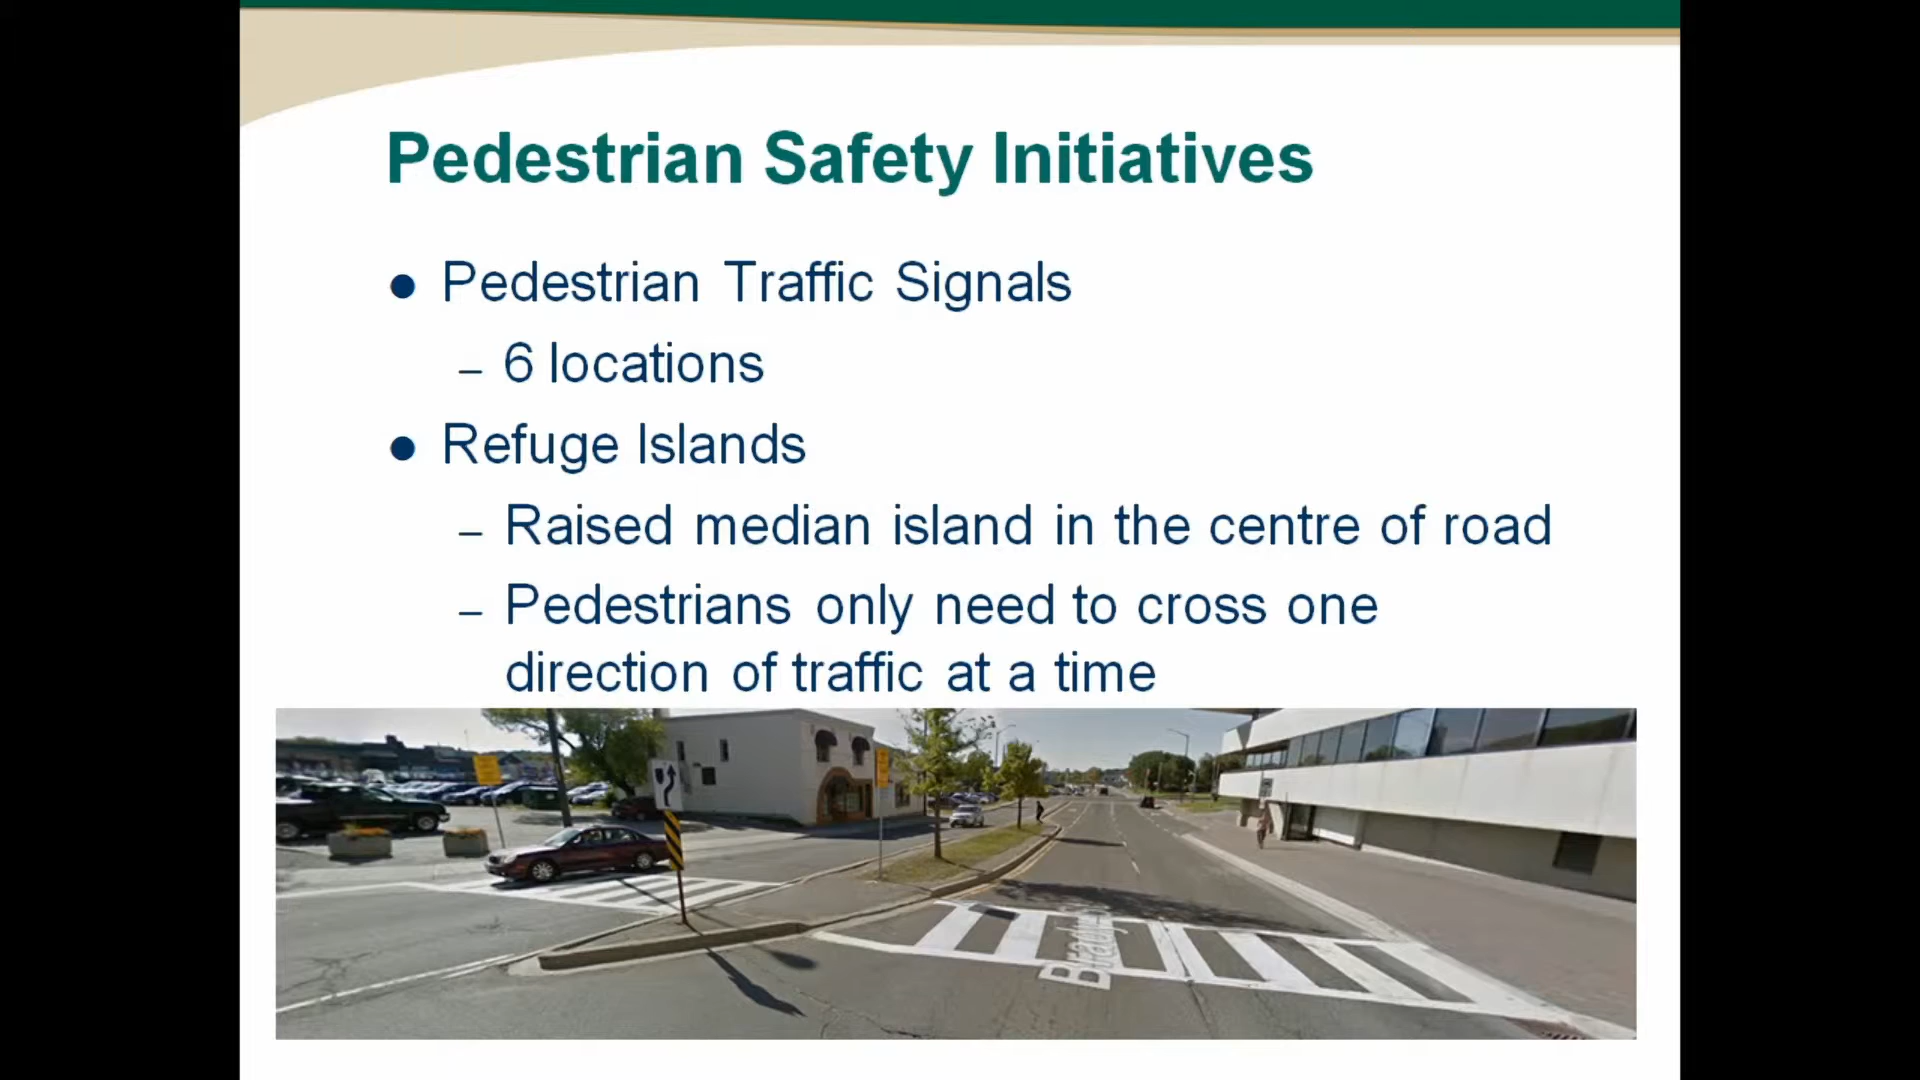 Pedestrian Safety Initiatives
● Pedestrian Traffic Signals
– 6 locations
● Refuge Islands
– Raised median island in the centre of road
– Pedestrians only need to cross one
direction of traffic at a time